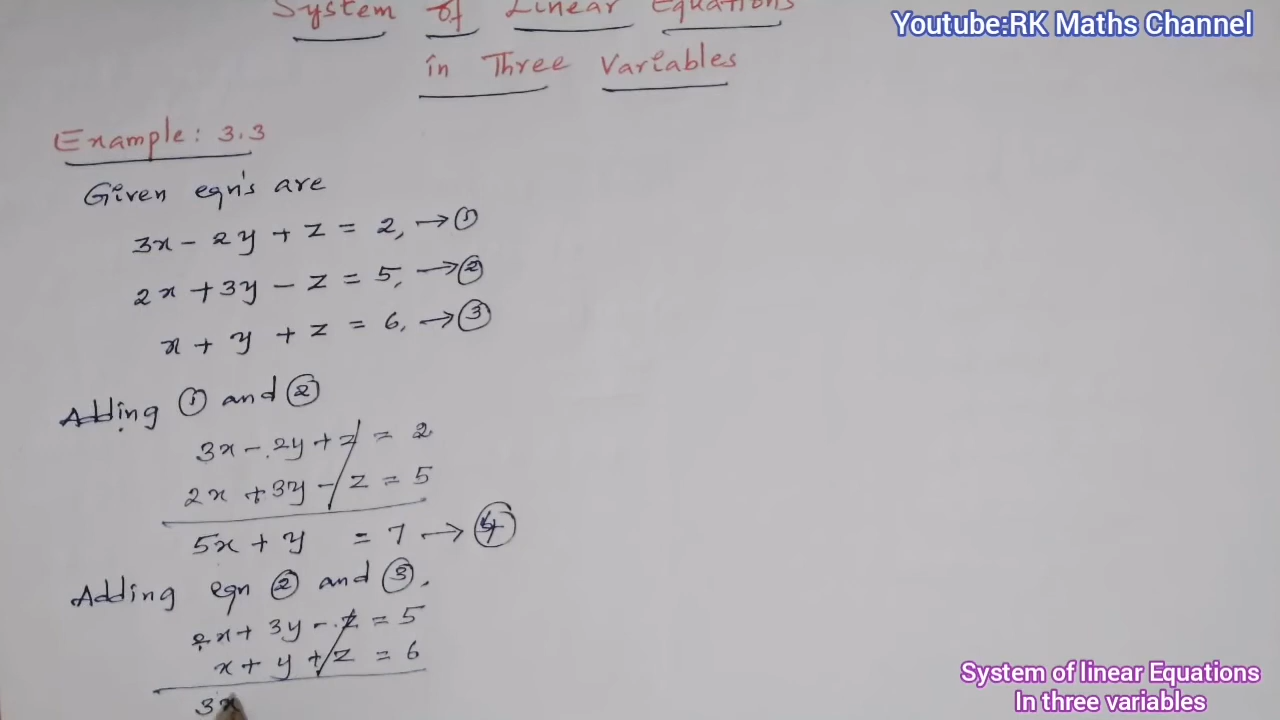 System of Linear Equations
in Three Variables
Youtube:RK Maths Channel
Example: 3.3
Given eqn's are
3x - 2y + z = 2, → ①
2x + 3y - z = 5, → ②
x + y + z = 6, → ③
Adding ① and ②
3x - 2y + z = 2
2x + 3y - z = 5
5x + y = 7 → ④
Adding eqn ② and ③.
2x + 3y - z = 5
x + y + z = 6
3x
System of linear Equations
In three variables